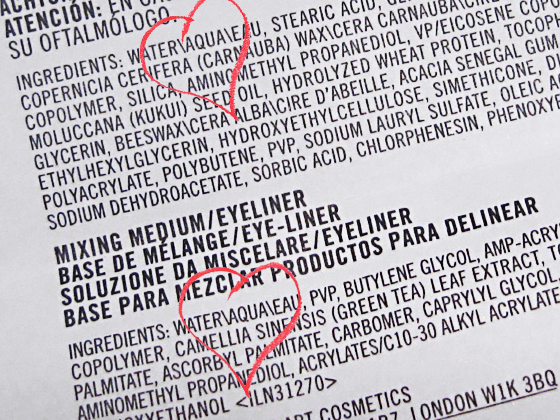 ATENCIÓN: EN
SU OFTALMÓLOGO.
INGREDIENTS: WATER\AQUA\EAU, STEARIC ACID,
COPERNICIA CERIFERA (CARNAUBA) WAX\CERA CARNAUBA\CIRE
COPOLYMER, SILICA, AMINOMETHYL PROPANEDIOL, VP/EICOSENE COPO
MOLUCCANA (KUKUI) SEED OIL, HYDROLYZED WHEAT PROTEIN, TOCOP
GLYCERIN, BEESWAX\CERA ALBA\CIRE D'ABEILLE, ACACIA SENEGAL GUM,
ETHYLHEXYLGLYCERIN, HYDROXYETHYLCELLULOSE, SIMETHICONE,
POLYACRYLATE, POLYBUTENE, PVP, SODIUM LAURYL SULFATE, OLEIC A
SODIUM DEHYDROACETATE, SORBIC ACID, CHLORPHENESIN, PHENOXY
MIXING MEDIUM/EYELINER
BASE DE MÉLANGE/EYE-LINER
SOLUZIONE DA MISCELARE/EYELINER
BASE PARA MEZCLAR PRODUCTOS PARA DELINEAR
INGREDIENTS: WATER\AQUA\EAU, PVP, BUTYLENE GLYCOL, AMP-ACRY
COPOLYMER, CAMELLIA SINENSIS (GREEN TEA) LEAF EXTRACT,
PALMITATE, ASCORBYL PALMITATE, CARBOMER, CAPRYLYL GLYCOL,
AMINOMETHYL PROPANEDIOL, ACRYLATES/C10-30 ALKYL ACRYLATE
OXYETHANOL <ILN31270>
ART COSMETICS
LONDON W1K 3BQ